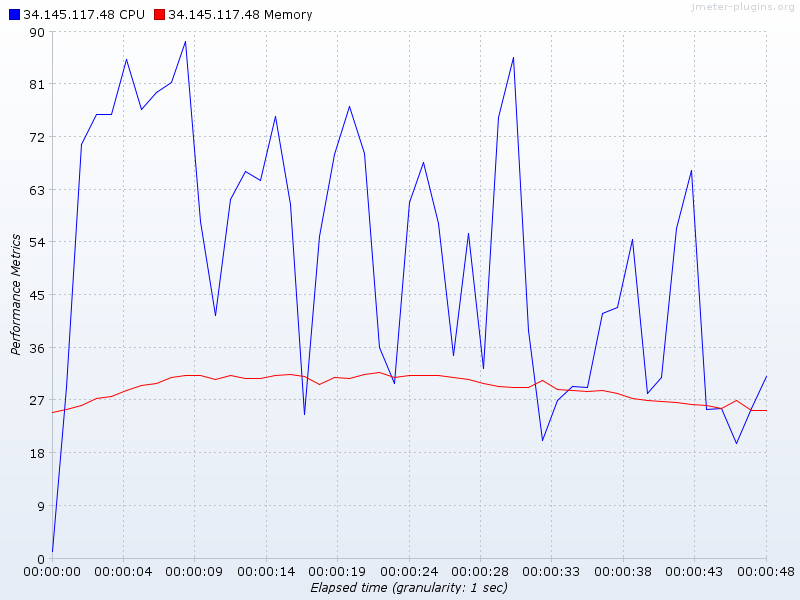 34.145.117.48 CPU 34.145.117.48 Memory
jmeter-plugins.org
90
81
72
63
54
45
36
27
18
9
0
Performance Metrics
00:00:00 00:00:04 00:00:09 00:00:14 00:00:19 00:00:24 00:00:28 00:00:33 00:00:38 00:00:43 00:00:48
Elapsed time (granularity: 1 sec)